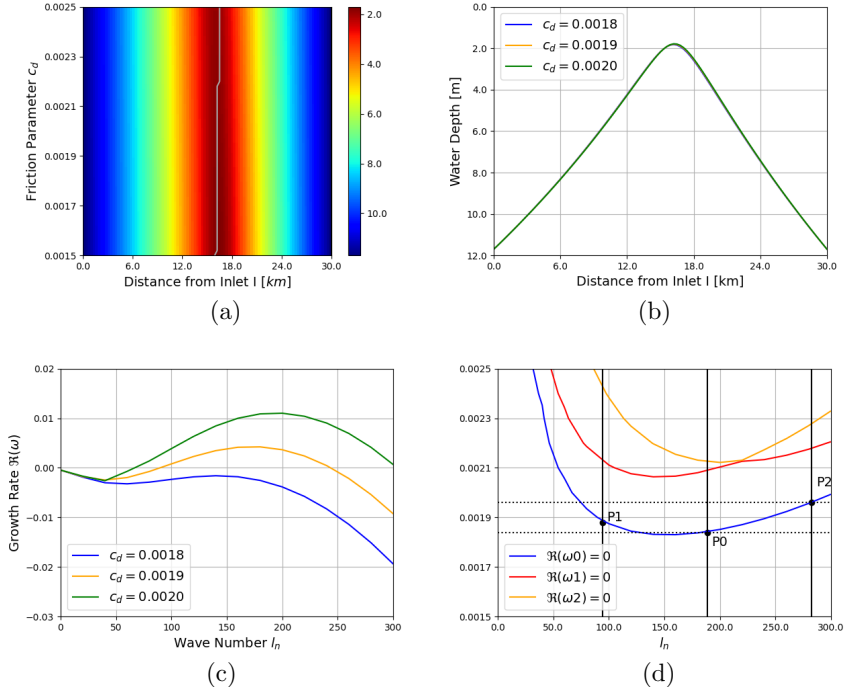 0.0025
0.0023
0.0021
0.0019
0.0017
0.0015
Friction Parameter c_d
0.0 6.0 12.0 18.0 24.0 30.0
Distance from Inlet I [km]
2.0
4.0
6.0
8.0
10.0
(a)
0.0
2.0
4.0
6.0
8.0
10.0
12.0
Water Depth [m]
c_d = 0.0018
c_d = 0.0019
c_d = 0.0020
0.0 6.0 12.0 18.0 24.0 30.0
Distance from Inlet I [km]
(b)
0.02
0.01
0.00
−0.01
−0.02
−0.03
Growth Rate ℜ(ω)
c_d = 0.0018
c_d = 0.0019
c_d = 0.0020
0 50 100 150 200 250 300
Wave Number l_n
(c)
0.0025
0.0023
0.0021
0.0019
0.0017
0.0015
P2
P1
P0
ℜ(ω0) = 0
ℜ(ω1) = 0
ℜ(ω2) = 0
0.0 50.0 100.0 150.0 200.0 250.0 300.0
l_n
(d)